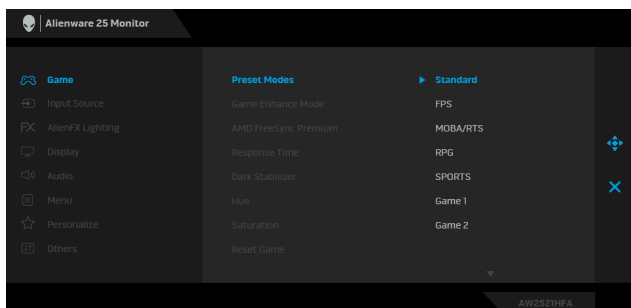 Alienware 25 Monitor
Game
Preset Modes
Standard
Input Source
Game Enhance Mode
FPS
FX
AlienFX Lighting
AMD FreeSync Premium
MOBA/RTS
Display
Response Time
RPG
Audio
Dark Stabilizer
SPORTS
Menu
Hue
Game 1
Personalize
Saturation
Game 2
Others
Reset Game
AW2521HFA